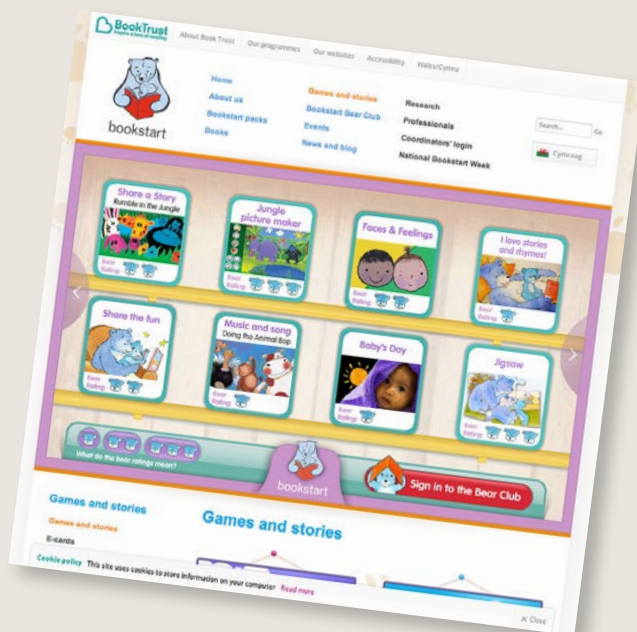 BookTrust
Inspire a love of reading
About Book Trust
Our programmes
Our websites
Accessibility
Wales/Cymru
bookstart
Home
About us
Bookstart packs
Books
Games and stories
Bookstart Bear Club
Events
News and blog
Research
Professionals
Coordinators' login
National Bookstart Week
Search...
Go
Cymraeg
Share a Story
Rumble in the Jungle
Bear
Rating:
Jungle
picture maker
Bear
Rating:
Faces & Feelings
Bear
Rating:
I love stories
and rhymes!
Bear
Rating:
Share the fun
Bear
Rating:
Music and song
Doing the Animal Bop
Bear
Rating:
Baby's Day
Bear
Rating:
Jigsaw
Bear
Rating:
What do the bear ratings mean?
bookstart
Sign in to the Bear Club
Games and stories
Games and stories
E-cards
Games and stories
Cookie policy This site uses cookies to store information on your computer Read more
X Close